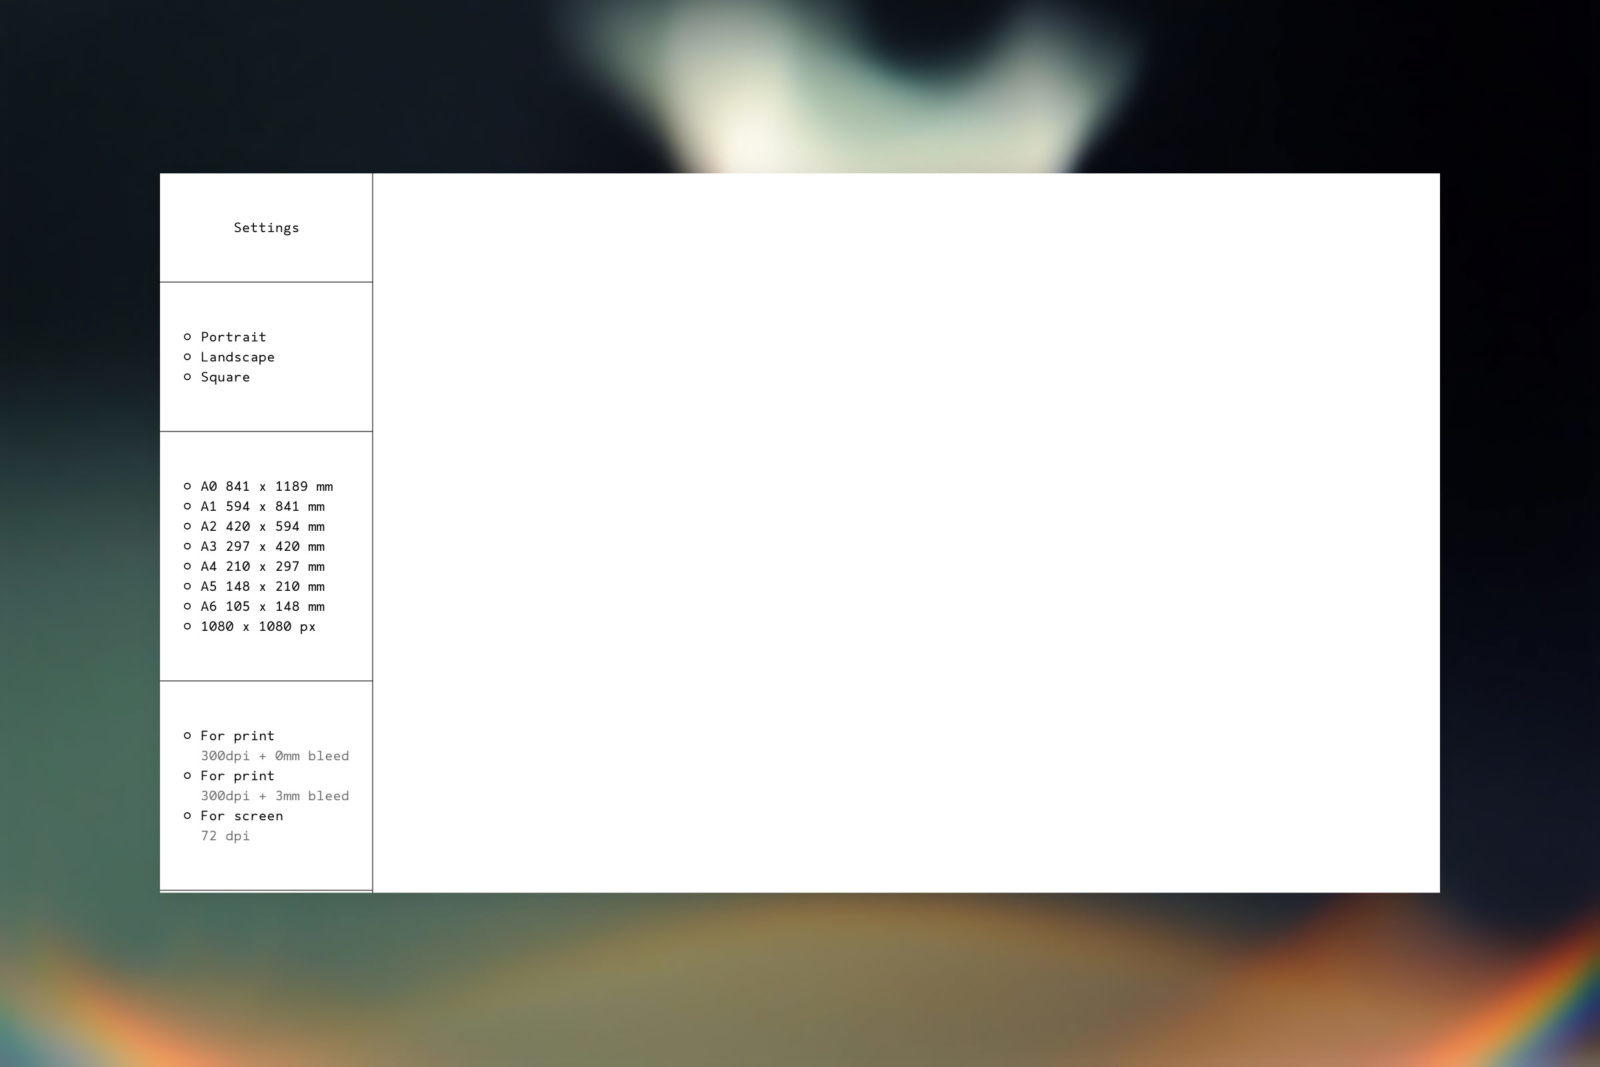 Settings
Portrait
Landscape
Square
A0 841 x 1189 mm
A1 594 x 841 mm
A2 420 x 594 mm
A3 297 x 420 mm
A4 210 x 297 mm
A5 148 x 210 mm
A6 105 x 148 mm
1080 x 1080 px
For print
300dpi + 0mm bleed
For print
300dpi + 3mm bleed
For screen
72 dpi